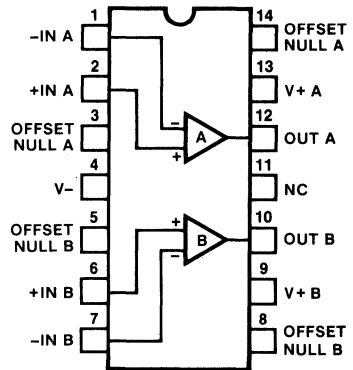 1
14
−IN A
OFFSET
NULL A
2
13
+IN A
V+ A
3
12
OFFSET
NULL A
−
A
+
OUT A
4
11
V−
NC
5
10
OFFSET
NULL B
+
B
−
OUT B
6
9
+IN B
V+B
7
8
−IN B
OFFSET
NULL B